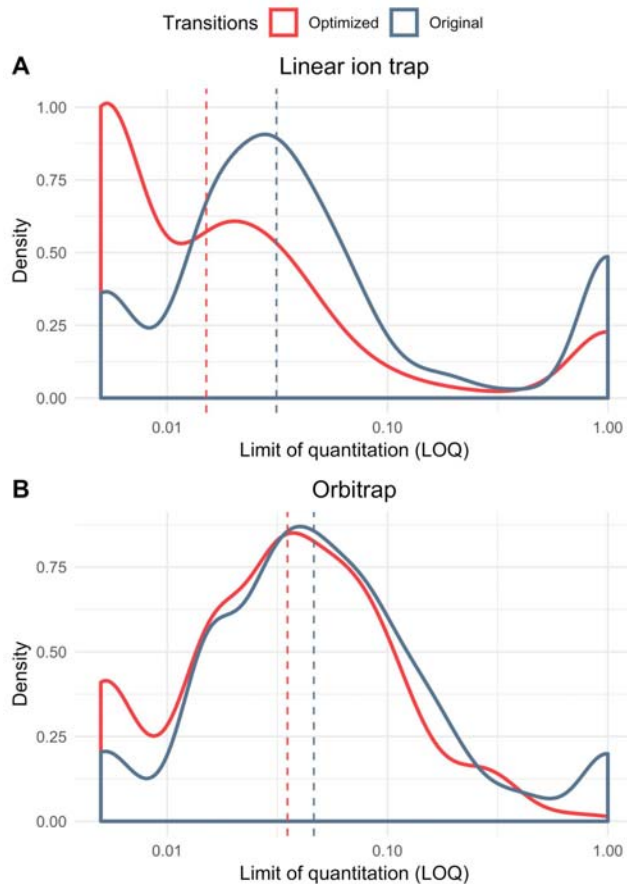 Transitions Optimized Original
A Linear ion trap
1.00
0.75
0.50
0.25
0.00
Density
0.01 0.10 1.00
Limit of quantitation (LOQ)
B Orbitrap
0.75
0.50
0.25
0.00
Density
0.01 0.10 1.00
Limit of quantitation (LOQ)